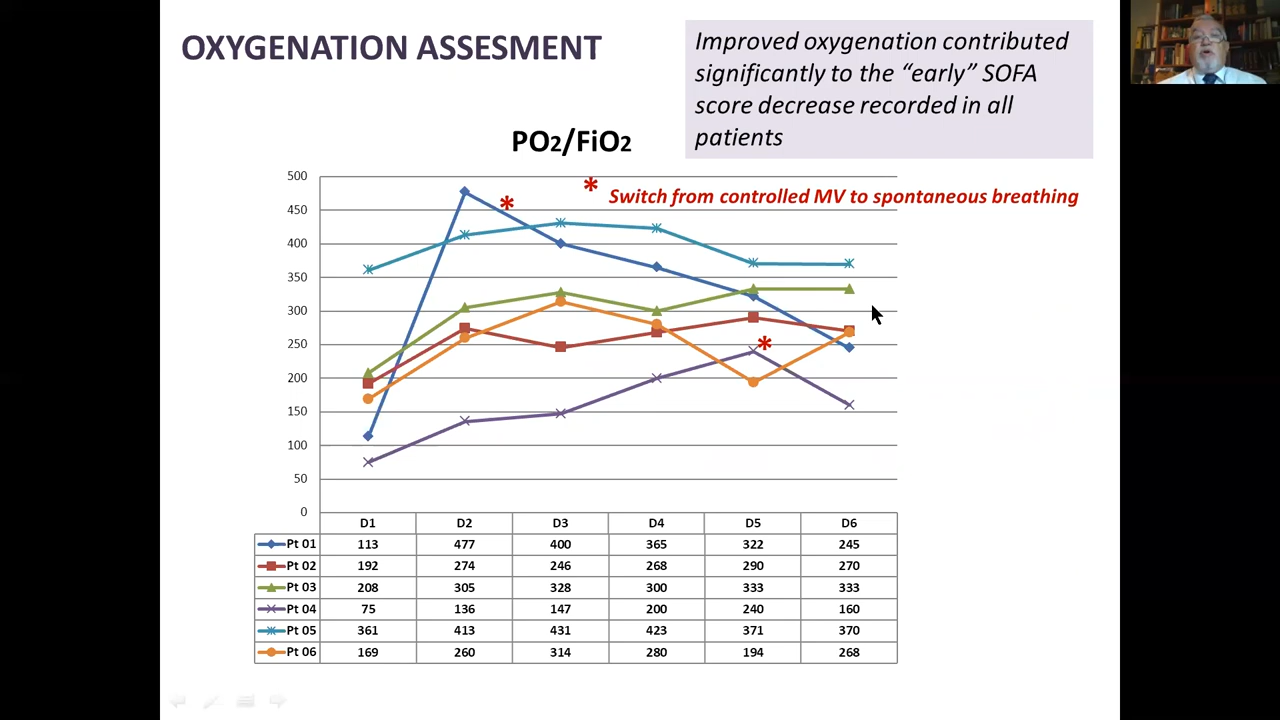 OXYGENATION ASSESMENT
Improved oxygenation contributed
significantly to the “early” SOFA
score decrease recorded in all
patients
PO2/FiO2
* Switch from controlled MV to spontaneous breathing
*
*
500
450
400
350
300
250
200
150
100
50
0
D1 D2 D3 D4 D5 D6
Pt 01 113 477 400 365 322 245
Pt 02 192 274 246 268 290 270
Pt 03 208 305 328 300 333 333
Pt 04 75 136 147 200 240 160
Pt 05 361 413 431 423 371 370
Pt 06 169 260 314 280 194 268